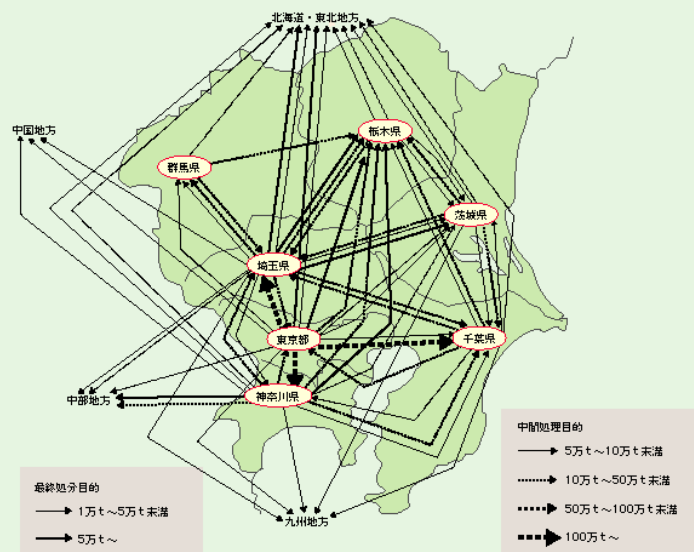 北海道・東北地方
中国地方
栃木県
群馬県
茨城県
埼玉県
東京都
千葉県
神奈川県
中部地方
九州地方
最終処分目的
1万t～5万t未満
5万t～
中間処理目的
5万t～10万t未満
10万t～50万t未満
50万t～100万t未満
100万t～